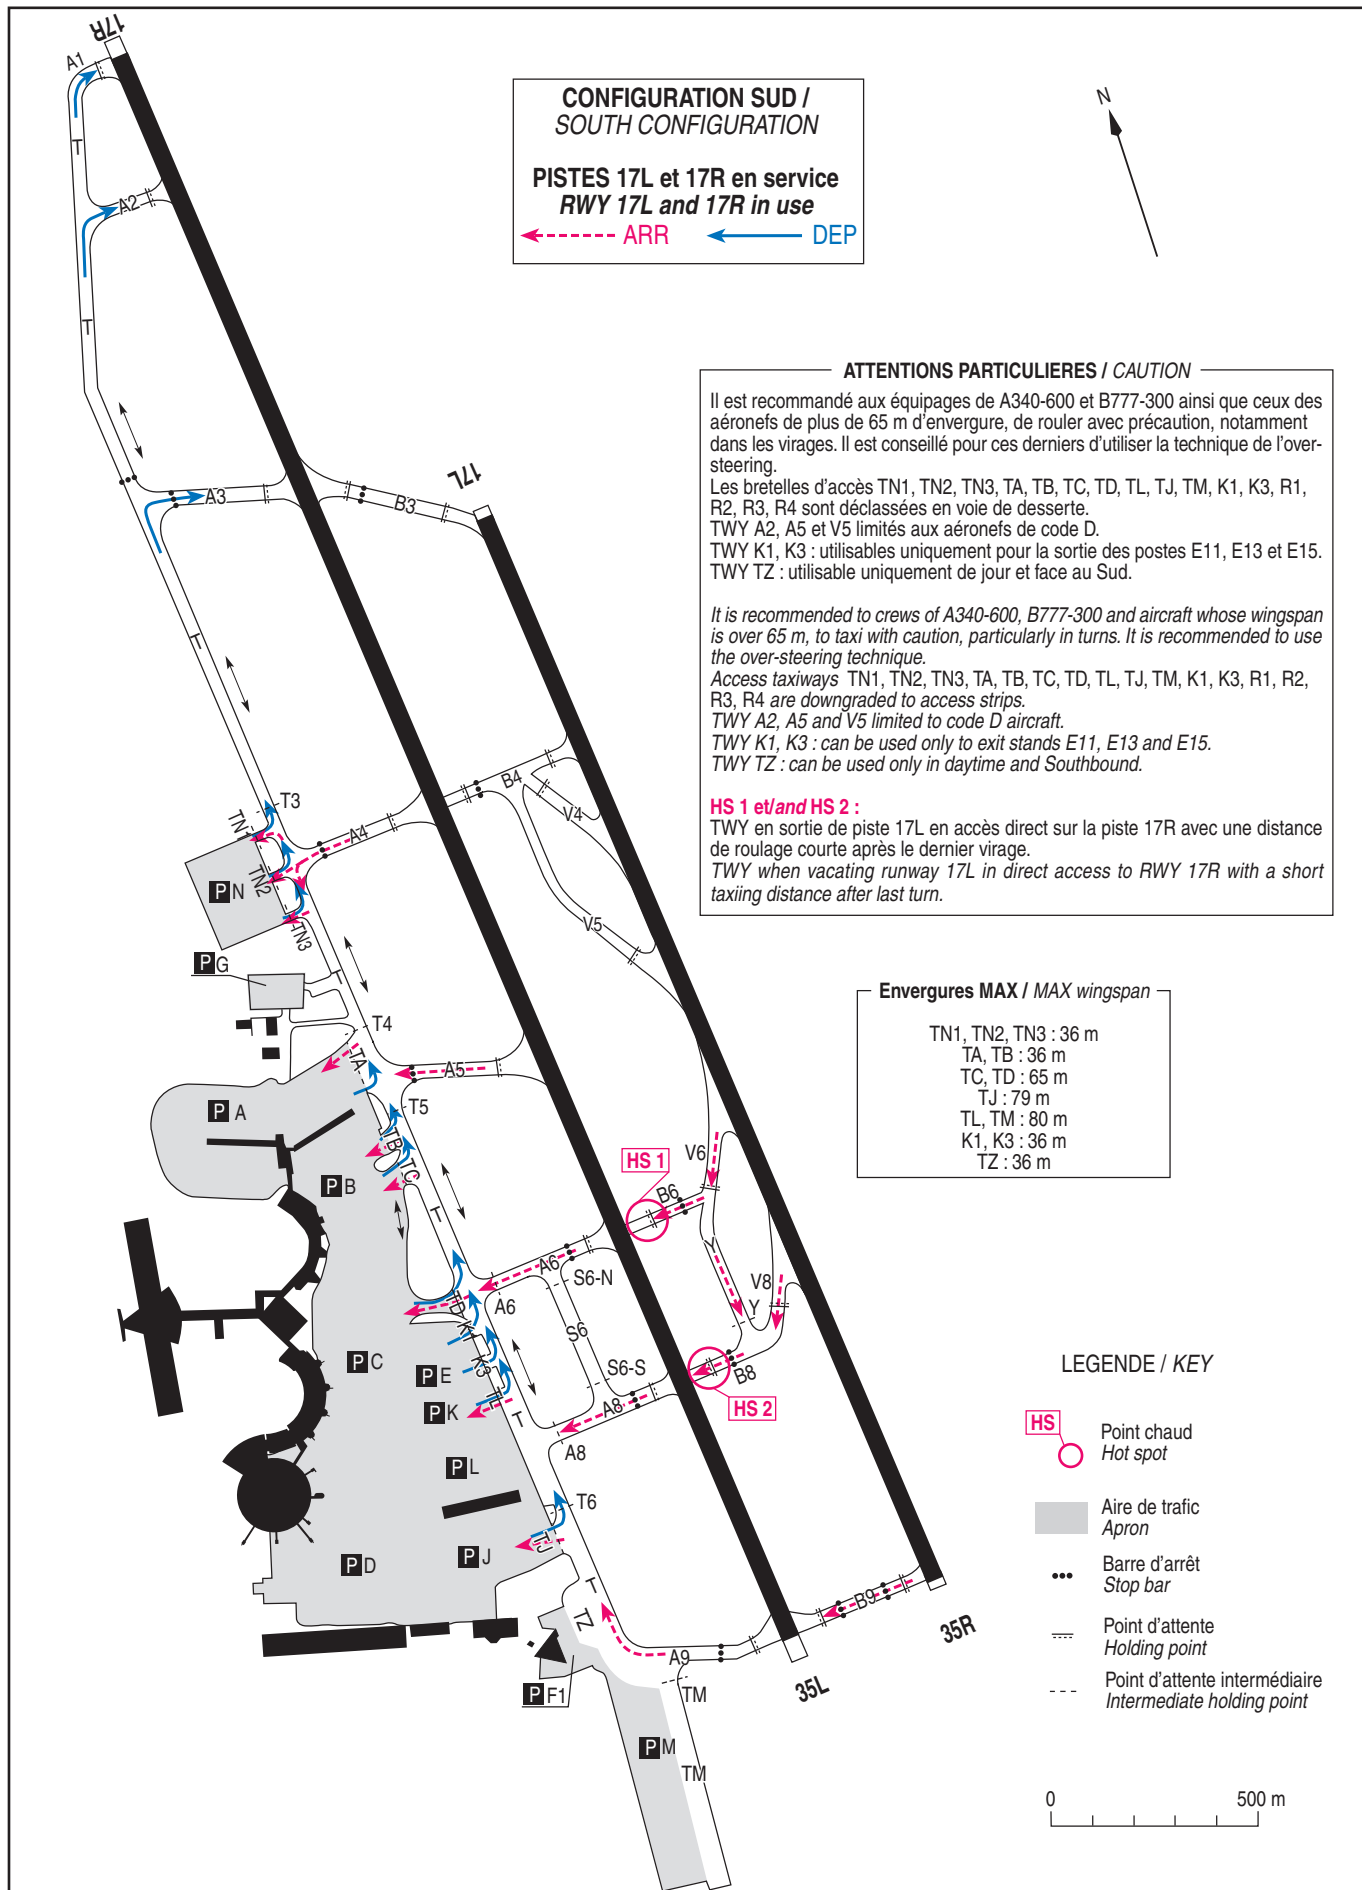 17R
A1
CONFIGURATION SUD /
SOUTH CONFIGURATION
PISTES 17L et 17R en service
RWY 17L and 17R in use
ARR
DEP
N
T
A2
T
ATTENTIONS PARTICULIERES / CAUTION
Il est recommandé aux équipages de A340-600 et B777-300 ainsi que ceux des
aéronefs de plus de 65 m d'envergure, de rouler avec précaution, notamment
dans les virages. Il est conseillé pour ces derniers d'utiliser la technique de l'over-
steering.
Les bretelles d'accès TN1, TN2, TN3, TA, TB, TC, TD, TL, TJ, TM, K1, K3, R1,
R2, R3, R4 sont déclassées en voie de desserte.
TWY A2, A5 et V5 limités aux aéronefs de code D.
TWY K1, K3 : utilisables uniquement pour la sortie des postes E11, E13 et E15.
TWY TZ : utilisable uniquement de jour et face au Sud.
It is recommended to crews of A340-600, B777-300 and aircraft whose wingspan
is over 65 m, to taxi with caution, particularly in turns. It is recommended to use
the over-steering technique.
Access taxiways TN1, TN2, TN3, TA, TB, TC, TD, TL, TJ, TM, K1, K3, R1, R2,
R3, R4 are downgraded to access strips.
TWY A2, A5 and V5 limited to code D aircraft.
TWY K1, K3 : can be used only to exit stands E11, E13 and E15.
TWY TZ : can be used only in daytime and Southbound.
HS 1 et/and HS 2 :
TWY en sortie de piste 17L en accès direct sur la piste 17R avec une distance
de roulage courte après le dernier virage.
TWY when vacating runway 17L in direct access to RWY 17R with a short
taxiing distance after last turn.
17L
A3
B3
T
T3
TN1
A4
B4
V4
TN2
P N
TN3
V5
P G
T
T4
TA
A5
Envergures MAX / MAX wingspan
TN1, TN2, TN3 : 36 m
TA, TB : 36 m
TC, TD : 65 m
TJ : 79 m
TL, TM : 80 m
K1, K3 : 36 m
TZ : 36 m
P A
T5
TB
TC
P B
HS 1
V6
B6
T
Y
A6
S6-N
V8
TD
A6
Y
K1
S6
K3
P C
P E
S6-S
B8
TL
P K
T
A8
HS 2
A8
P L
T6
TJ
P J
P D
T
TZ
B9
A9
35R
35L
P F1
TM
P M
TM
LEGENDE / KEY
HS
Point chaud
Hot spot
Aire de trafic
Apron
Barre d'arrêt
Stop bar
Point d'attente
Holding point
Point d'attente intermédiaire
Intermediate holding point
0
500 m